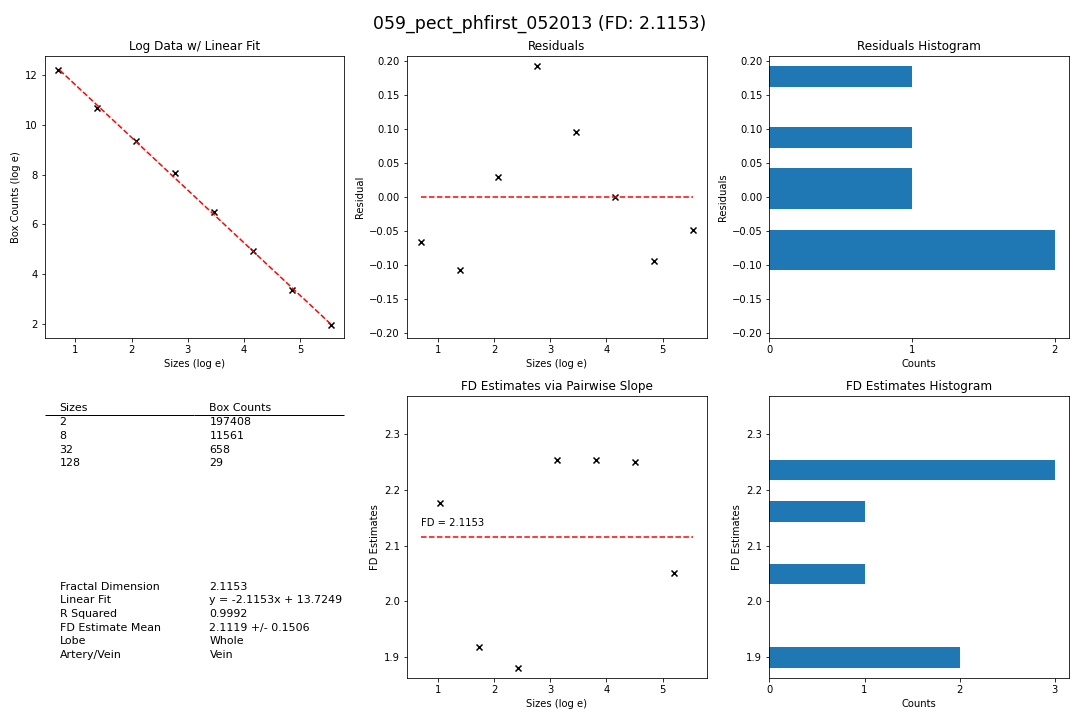 059_pect_phfirst_052013 (FD: 2.1153)
Log Data w/ Linear Fit
Box Counts (log e)
12
10
8
6
4
2
1
2
3
4
5
Sizes (log e)
Residuals
Residual
0.20
0.15
0.10
0.05
0.00
−0.05
−0.10
−0.15
−0.20
1
2
3
4
5
Sizes (log e)
Residuals Histogram
Residuals
0.20
0.15
0.10
0.05
0.00
−0.05
−0.10
−0.15
−0.20
0
1
2
Counts
Sizes Box Counts
2 197408
8 11561
32 658
128 29
Fractal Dimension 2.1153
Linear Fit y = -2.1153x + 13.7249
R Squared 0.9992
FD Estimate Mean 2.1119 +/- 0.1506
Lobe Whole
Artery/Vein Vein
FD Estimates via Pairwise Slope
FD Estimates
2.3
2.2
2.1
2.0
1.9
FD = 2.1153
1
2
3
4
5
Sizes (log e)
FD Estimates Histogram
FD Estimates
2.3
2.2
2.1
2.0
1.9
0
1
2
3
Counts